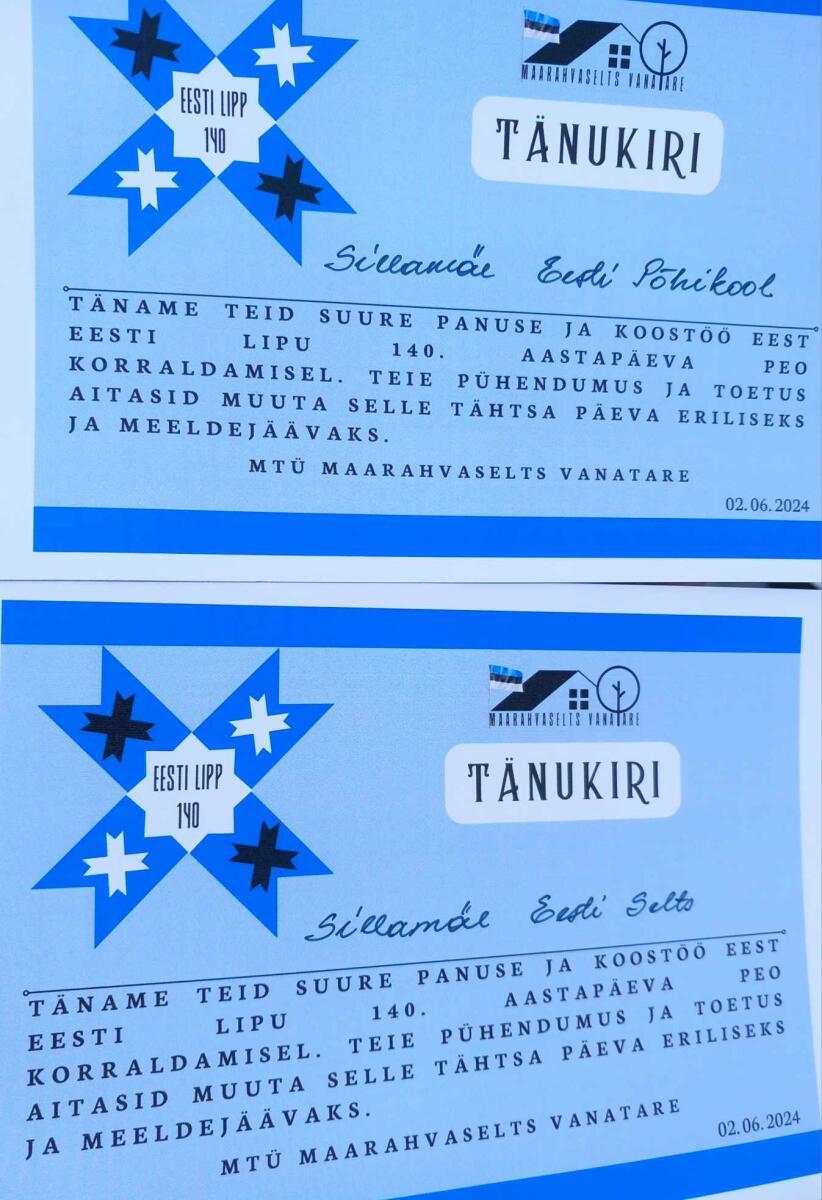 EESTI LIPP
140
MAARAHVASELTS VANATARE
TÄNUKIRI
Sillamäe Eesti Põhikool
TÄNAME TEID SUURE PANUSE JA KOOSTÖÖ EEST
EESTI LIPU 140. AASTAPÄEVA PEO
KORRALDAMISEL. TEIE PÜHENDUMUS JA TOETUS
AITASID MUUTA SELLE TÄHTSA PÄEVA ERILISEKS
JA MEELDEJÄÄVAKS.
MTÜ MAARAHVASELTS VANATARE
02.06.2024
EESTI LIPP
140
MAARAHVASELTS VANATARE
TÄNUKIRI
Sillamäe Eesti Selts
TÄNAME TEID SUURE PANUSE JA KOOSTÖÖ EEST
EESTI LIPU 140. AASTAPÄEVA PEO
KORRALDAMISEL. TEIE PÜHENDUMUS JA TOETUS
AITASID MUUTA SELLE TÄHTSA PÄEVA ERILISEKS
JA MEELDEJÄÄVAKS.
MTÜ MAARAHVASELTS VANATARE
02.06.2024